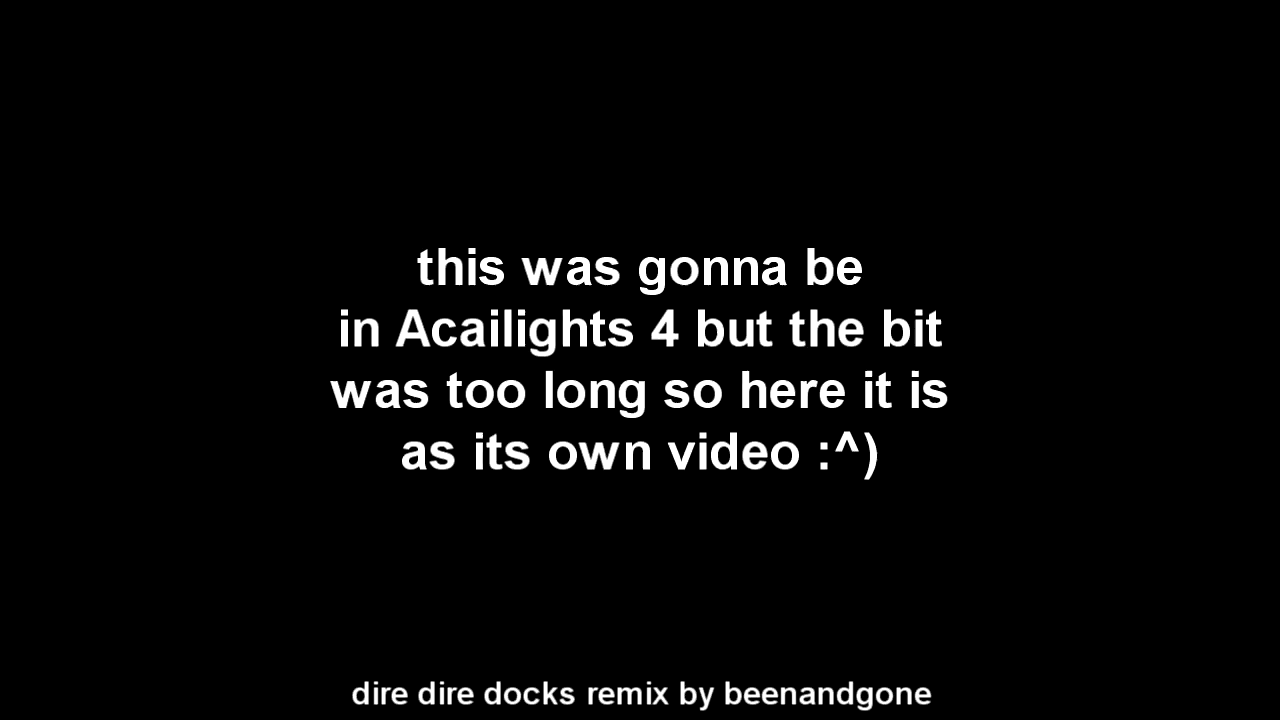 this was gonna be
in Acailights 4 but the bit
was too long so here it is
as its own video :^)
dire dire docks remix by beenandgone